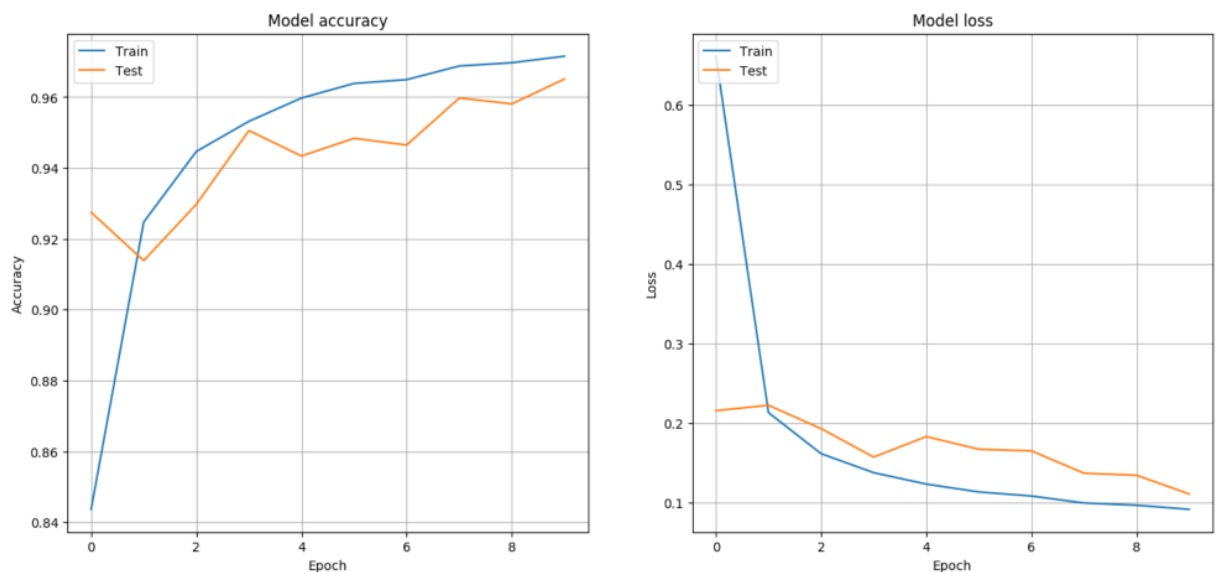 Model accuracy
Train
Test
0.96
0.94
0.92
0.90
0.88
0.86
0.84
Accuracy
0 2 4 6 8
Epoch
Model loss
Train
Test
0.6
0.5
0.4
0.3
0.2
0.1
Loss
0 2 4 6 8
Epoch